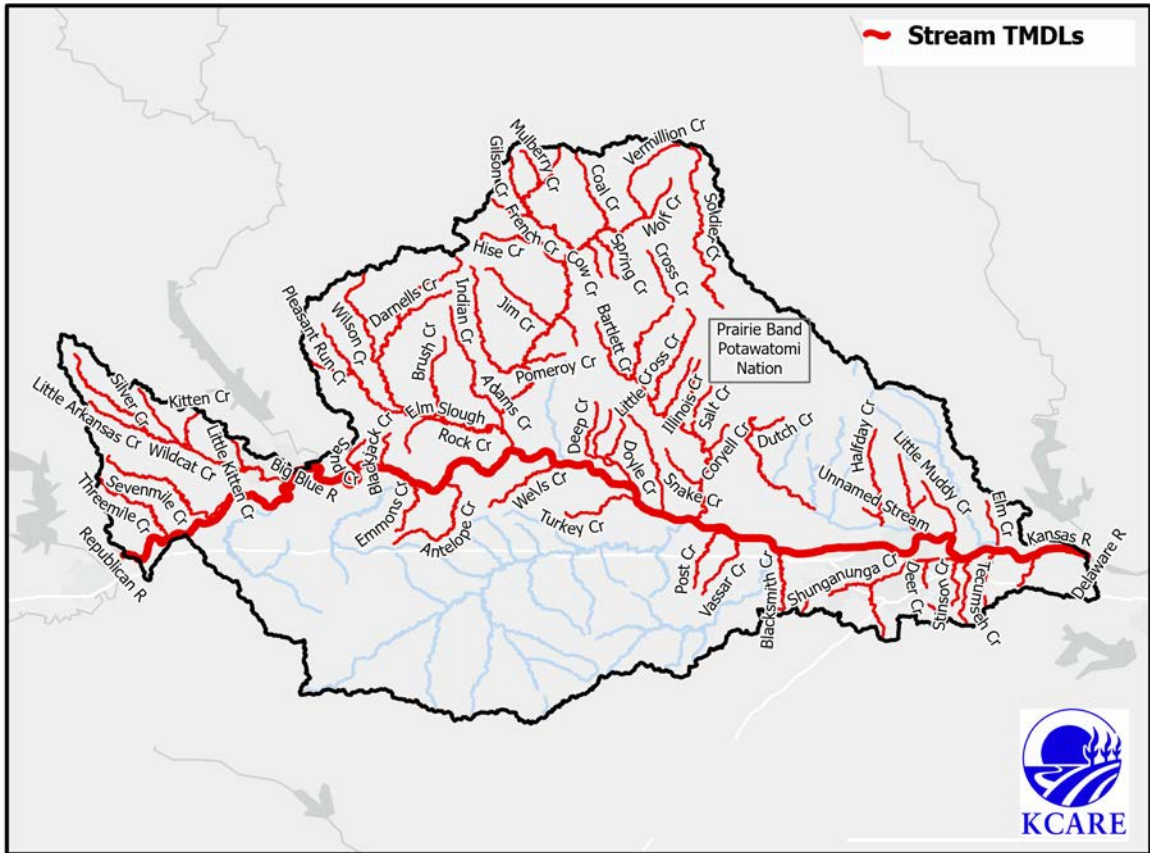 Stream TMDLs
Mulberry Cr
Gilson Cr
Vermillion Cr
Coal Cr
Soldier Cr
Wolf Cr
French Cr
Hise Cr
Cow Cr
Spring Cr
Cross Cr
Pleasant Run Cr
Wilson Cr
Darnells Cr
Indian Cr
Jim Cr
Bartlett Cr
Prairie Band
Potawatomi
Nation
Brush Cr
Pomeroy Cr
Little Cross Cr
Illinois Cr
Salt Cr
Silver Cr
Kitten Cr
Little Arkansas Cr
Wildcat Cr
Little Kitten Cr
Elm Slough
Adams Cr
Rock Cr
Deep Cr
Doyle Cr
Coryell Cr
Dutch Cr
Halfday Cr
Little Muddy Cr
Big Blue R
Sand Cr
Blackjack Cr
Sevenmile Cr
Threemile Cr
Republican R
Emmons Cr
Antelope Cr
Wells Cr
Turkey Cr
Snake Cr
Unnamed Stream
Elm Cr
Kansas R
Delaware R
Post Cr
Vassar Cr
Blacksmith Cr
Shunganunga Cr
Deer Cr
Stinson Cr
Tecumseh Cr
KCARE